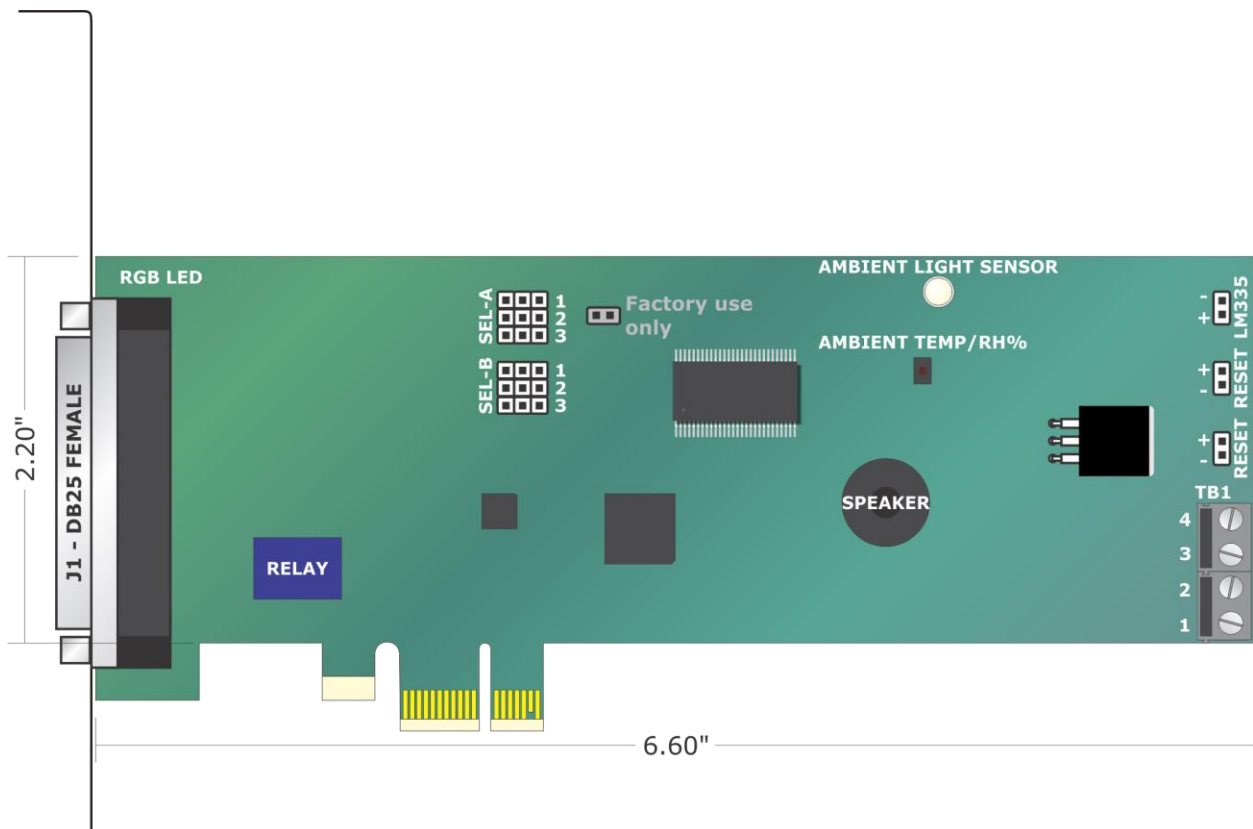 RGB LED
AMBIENT LIGHT SENSOR
SEL-A
1
2
3
Factory use
only
- + LM335
AMBIENT TEMP/RH%
SEL-B
1
2
3
+ - RESET
+ - RESET
2.20"
J1 - DB25 FEMALE
SPEAKER
TB1
4
3
2
1
RELAY
6.60"